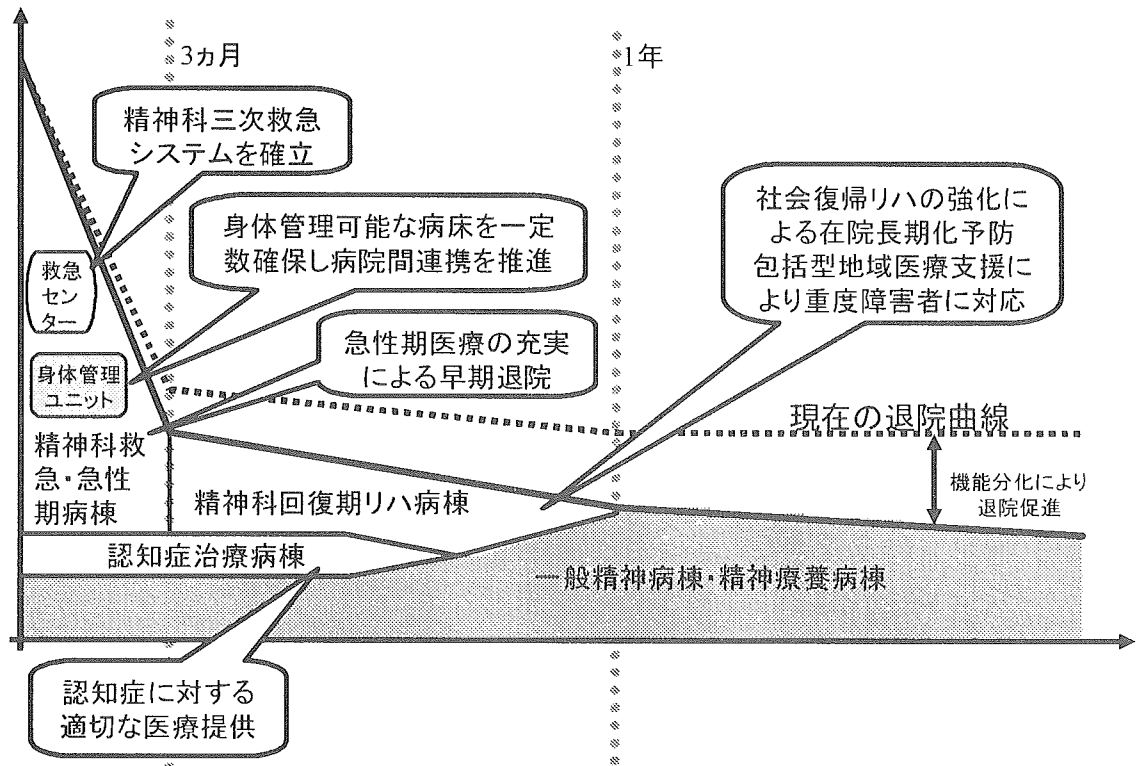 3ヵ月
1年
精神科三次救急
システムを確立
身体管理可能な病床を一定
数確保し病院間連携を推進
社会復帰リハの強化に
よる在院長期化予防
包括型地域医療支援に
より重度障害者に対応
救急
セン
ター
急性期医療の充実
による早期退院
身体管理
ユニット
現在の退院曲線
精神科救
急・急性
期病棟
機能分化により
退院促進
精神科回復期リハ病棟
認知症治療病棟
一般精神病棟・精神療養病棟
認知症に対する
適切な医療提供